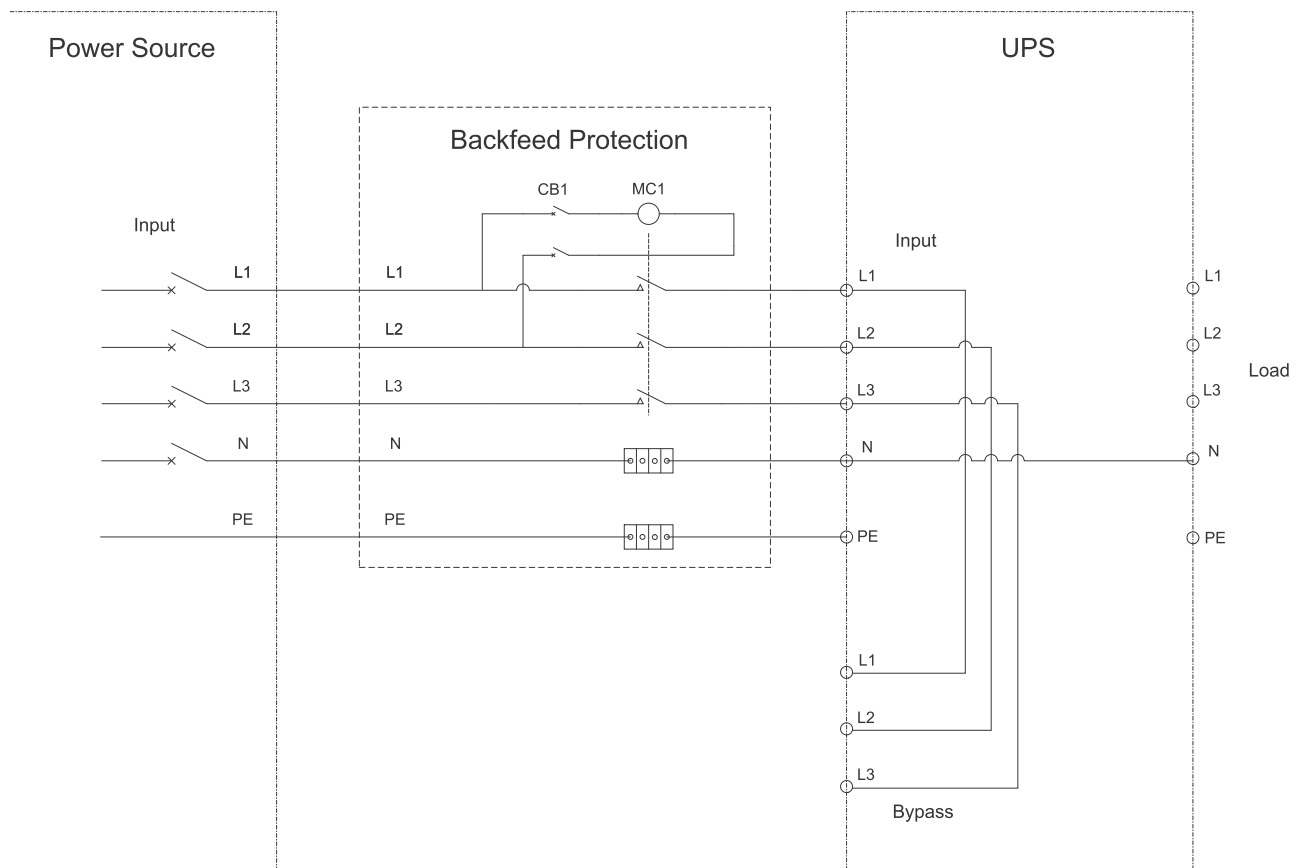 Power Source
UPS
Backfeed Protection
CB1
MC1
Input
Input
L1
L1
L1
L1
L2
L2
L2
L2
Load
L3
L3
L3
L3
N
N
N
N
PE
PE
PE
PE
L1
L2
L3
Bypass